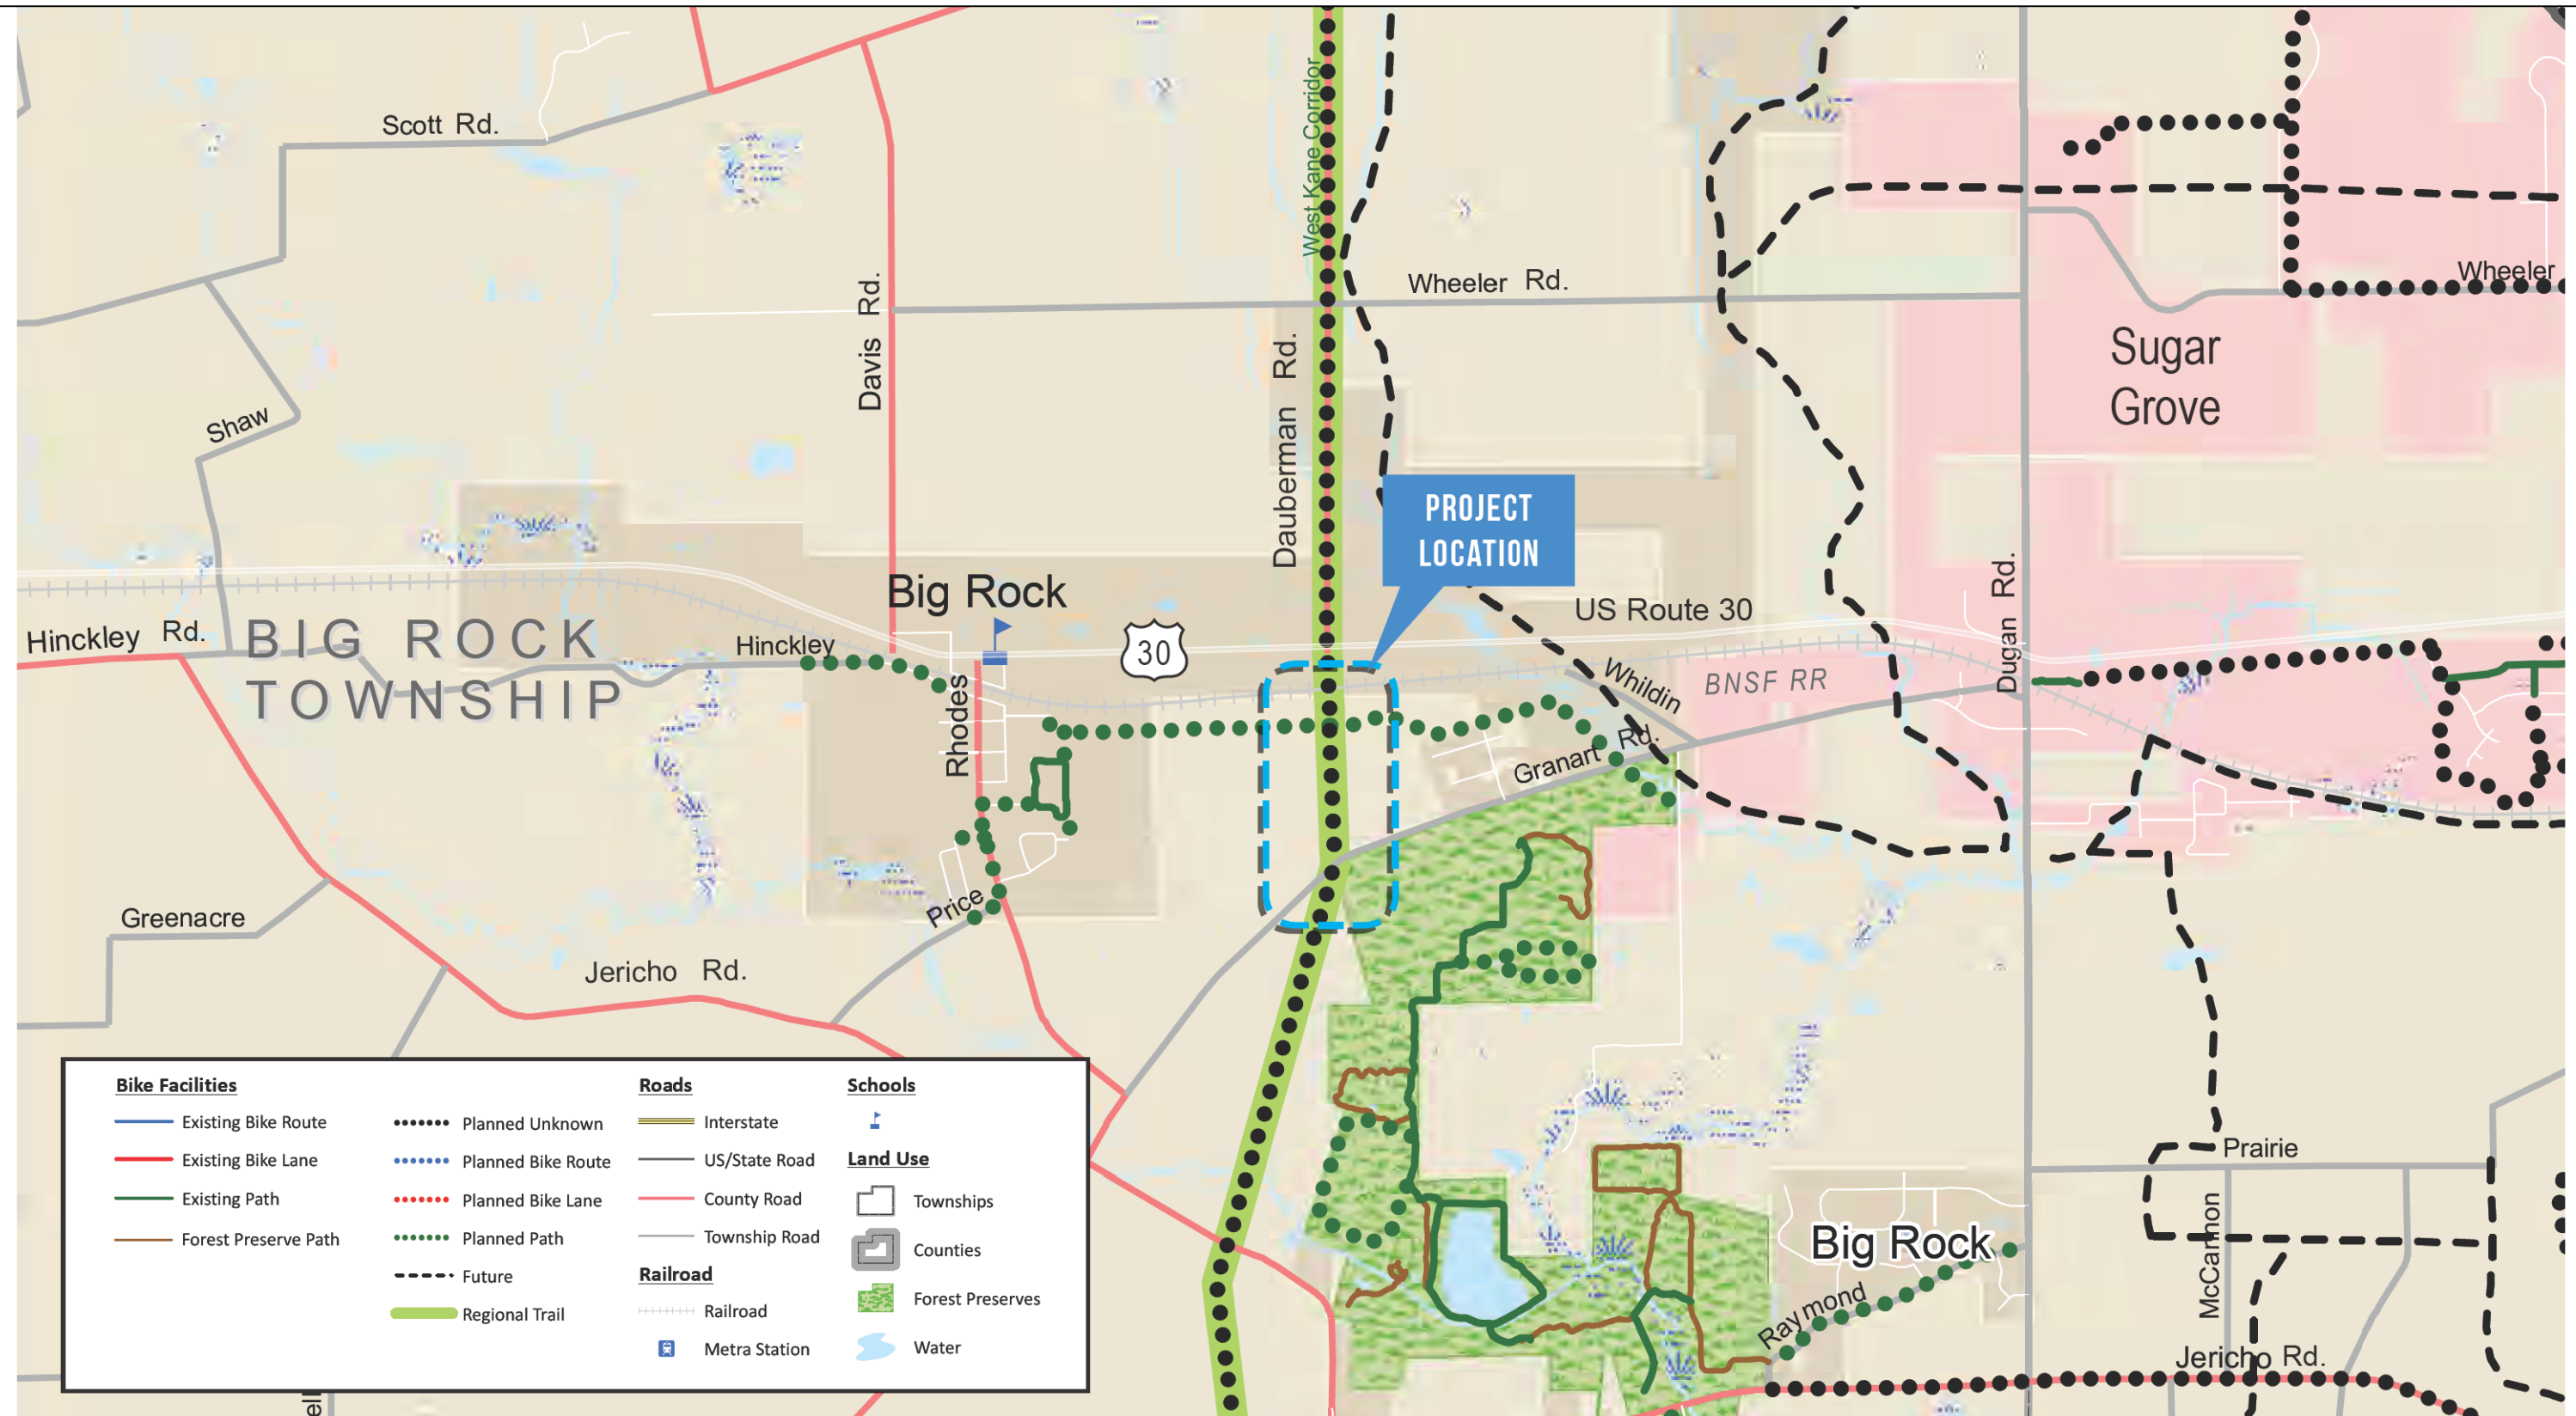 Scott Rd.
West Kane Corridor
Wheeler Rd.
Wheeler
Davis Rd.
Dauberman Rd.
Sugar
Grove
Shaw
PROJECT
LOCATION
Big Rock
30
US Route 30
Dugan Rd.
Hinckley Rd.
BIG ROCK
TOWNSHIP
Hinckley
Rhodes
Whildin
BNSF RR
Granart Rd.
Price
Greenacre
Jericho Rd.
Prairie
McCannon
Big Rock
Raymond
Jericho Rd.
ell
Bike Facilities
Existing Bike Route
Existing Bike Lane
Existing Path
Forest Preserve Path
Planned Unknown
Planned Bike Route
Planned Bike Lane
Planned Path
Future
Regional Trail
Roads
Interstate
US/State Road
County Road
Township Road
Railroad
Railroad
Metra Station
Schools
Land Use
Townships
Counties
Forest Preserves
Water